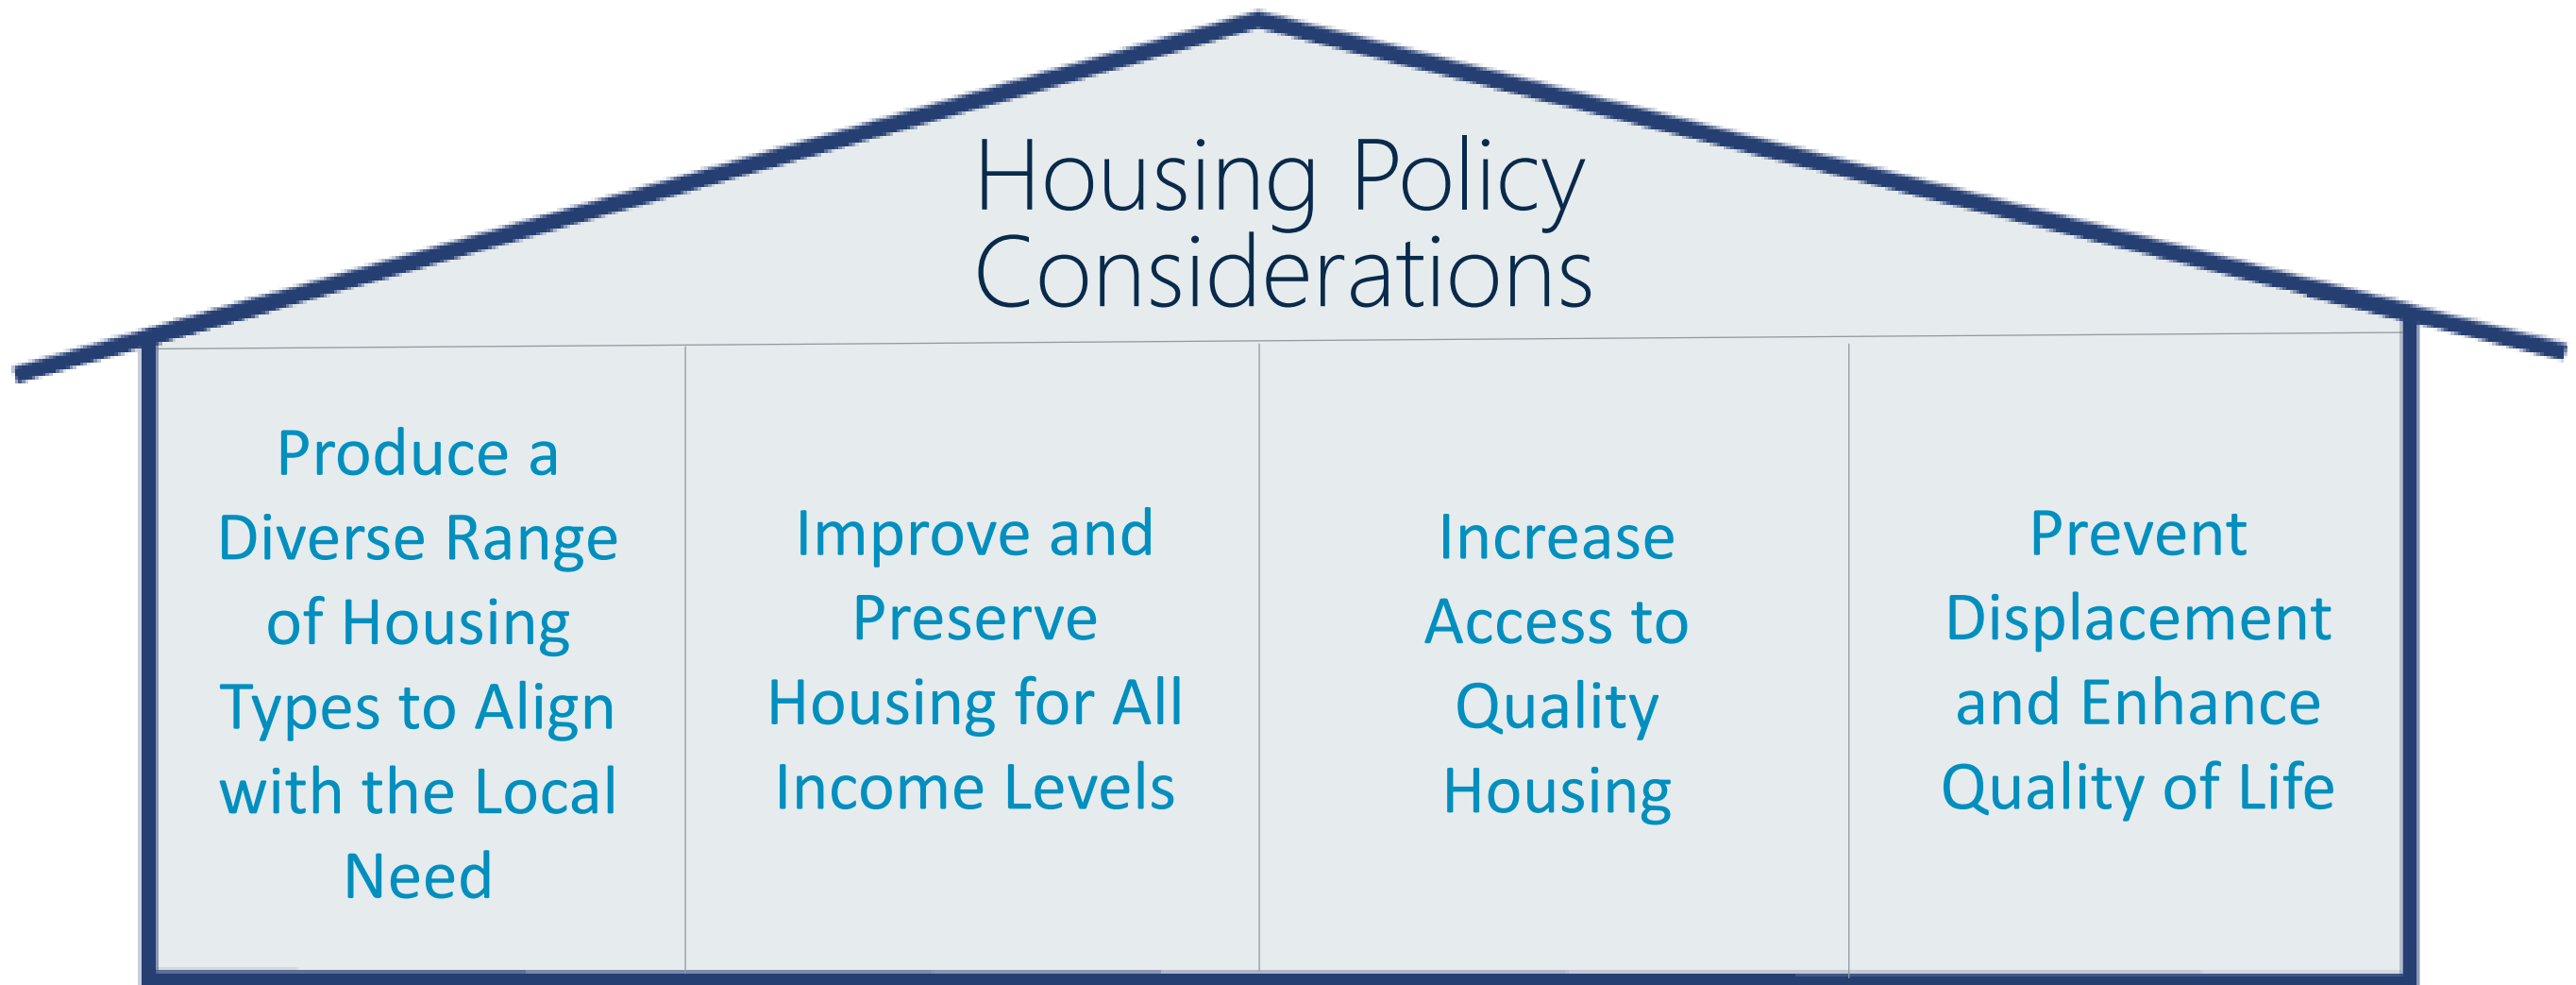 Housing Policy
Considerations
Produce a
Diverse Range
of Housing
Types to Align
with the Local
Need
Improve and
Preserve
Housing for All
Income Levels
Increase
Access to
Quality
Housing
Prevent
Displacement
and Enhance
Quality of Life